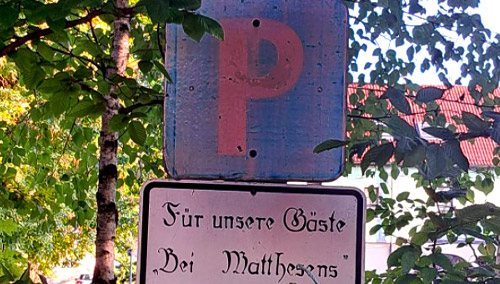 P
Für unsere Gäste
„Bei Matthesens"